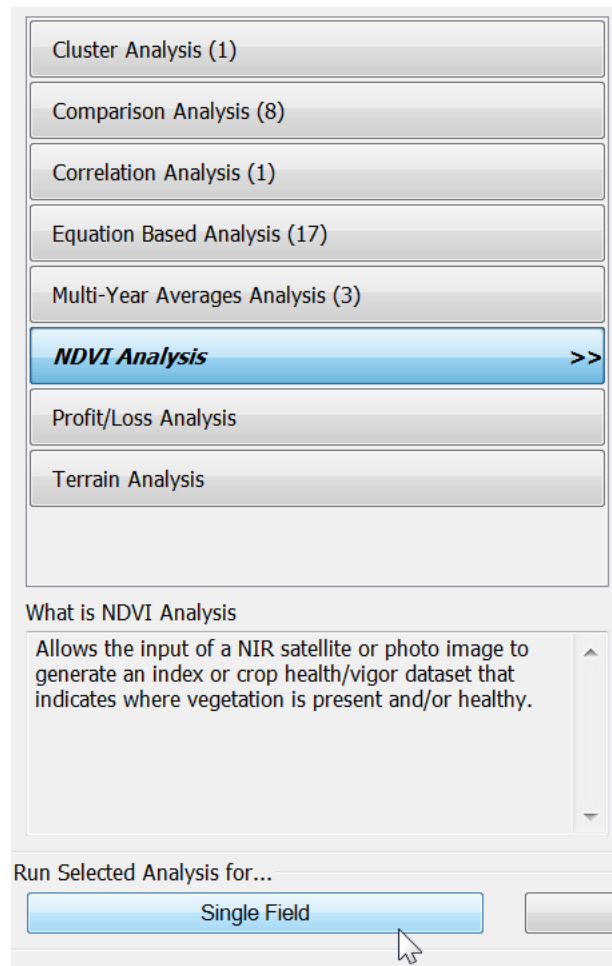 Cluster Analysis (1)
Comparison Analysis (8)
Correlation Analysis (1)
Equation Based Analysis (17)
Multi-Year Averages Analysis (3)
NDVI Analysis >>
Profit/Loss Analysis
Terrain Analysis
What is NDVI Analysis
Allows the input of a NIR satellite or photo image to
generate an index or crop health/vigor dataset that
indicates where vegetation is present and/or healthy.
Run Selected Analysis for...
Single Field